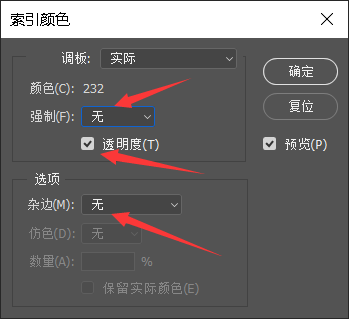 索引颜色
调板: 实际
颜色(C): 232
强制(F): 无
透明度(T)
确定
复位
预览(P)
选项
杂边(M): 无
仿色(D): 无
数量(A): %
保留实际颜色(E)